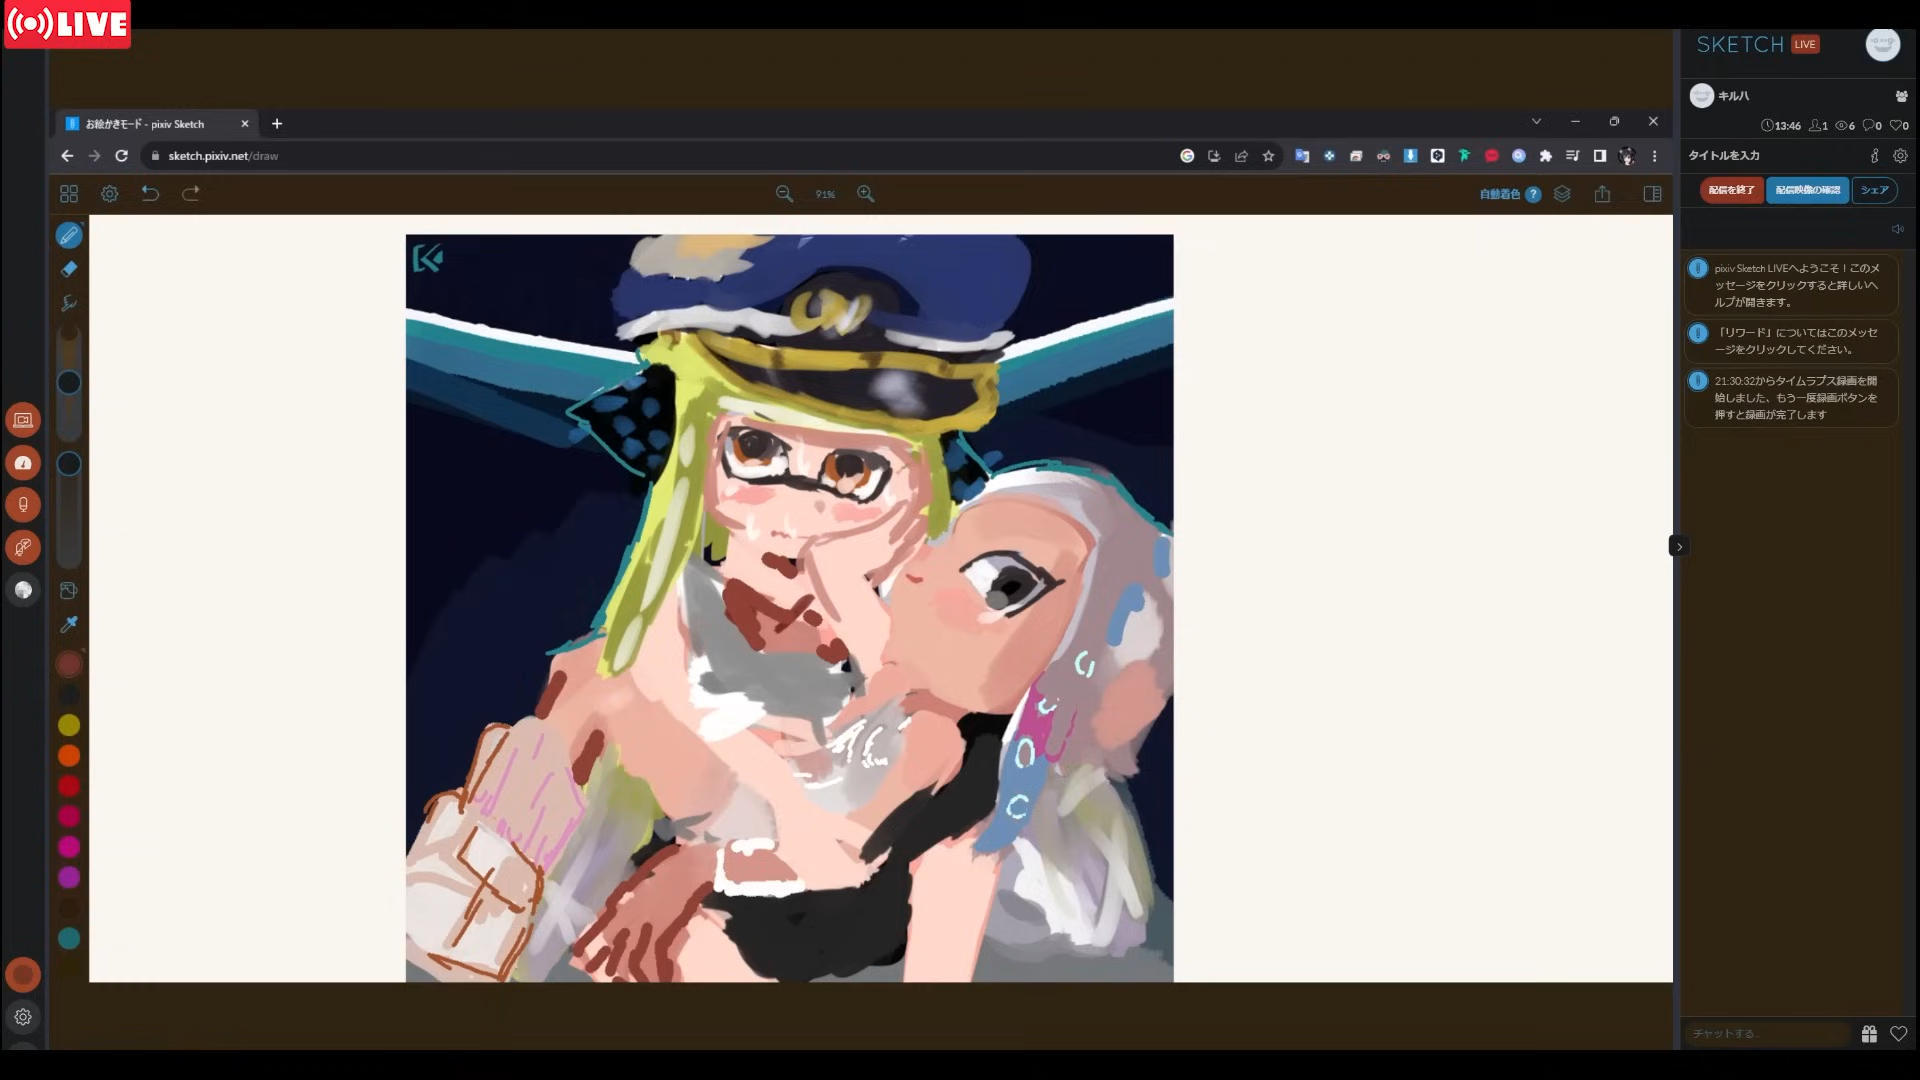 LIVE
SKETCH LIVE
お絵かきモード - pixiv Sketch
sketch.pixiv.net/draw
91%
自動着色 ?
キルハ
13:46 1 6 0 0
タイトルを入力
配信を終了 配信映像の確認 シェア
pixiv Sketch LIVEへようこそ!このメ
ッセージをクリックすると詳しいヘ
ルプが開きます。
「リワード」についてはこのメッセ
ージをクリックしてください。
21:30:32からタイムラプス録画を開
始しました、もう一度録画ボタンを
押すと録画が完了します
チャットする...